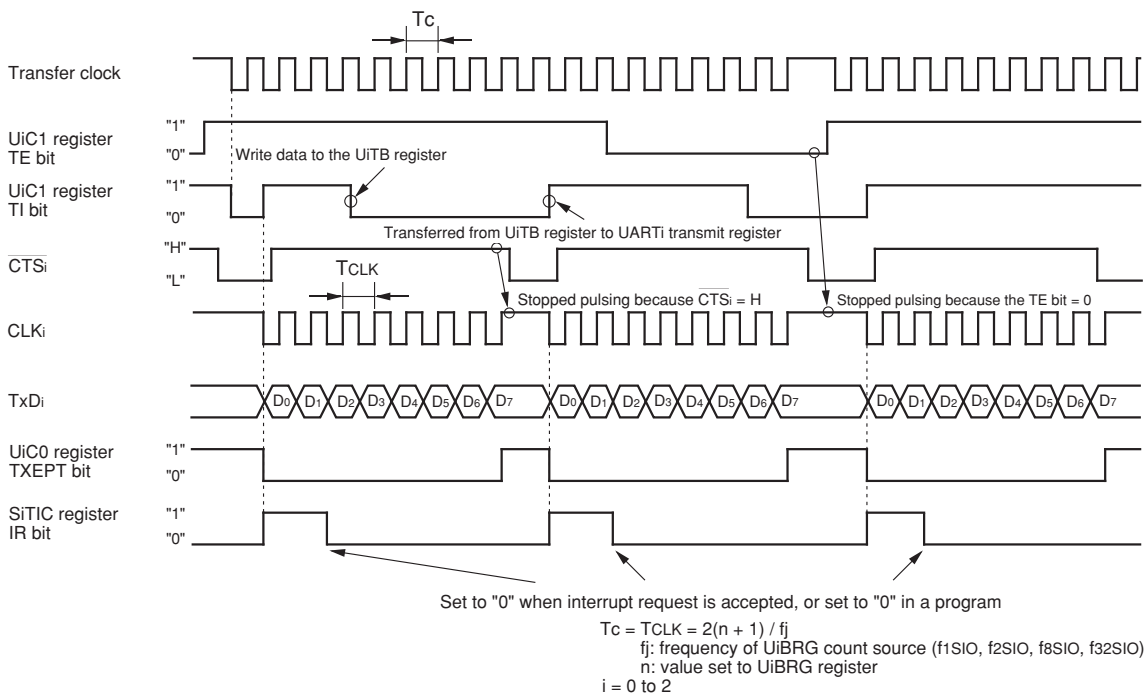 Tc
Transfer clock
UiC1 register
TE bit
"1"
"0"
Write data to the UiTB register
UiC1 register
TI bit
"1"
"0"
Transferred from UiTB register to UARTi transmit register
CTSi
"H"
"L"
TCLK
Stopped pulsing because CTSi = H
Stopped pulsing because the TE bit = 0
CLKi
TxDi
D0 D1 D2 D3 D4 D5 D6 D7 D0 D1 D2 D3 D4 D5 D6 D7 D0 D1 D2 D3 D4 D5 D6 D7
UiC0 register
TXEPT bit
"1"
"0"
SiTIC register
IR bit
"1"
"0"
Set to "0" when interrupt request is accepted, or set to "0" in a program
Tc = TCLK = 2(n + 1) / fj
fj: frequency of UiBRG count source (f1SIO, f2SIO, f8SIO, f32SIO)
n: value set to UiBRG register
i = 0 to 2